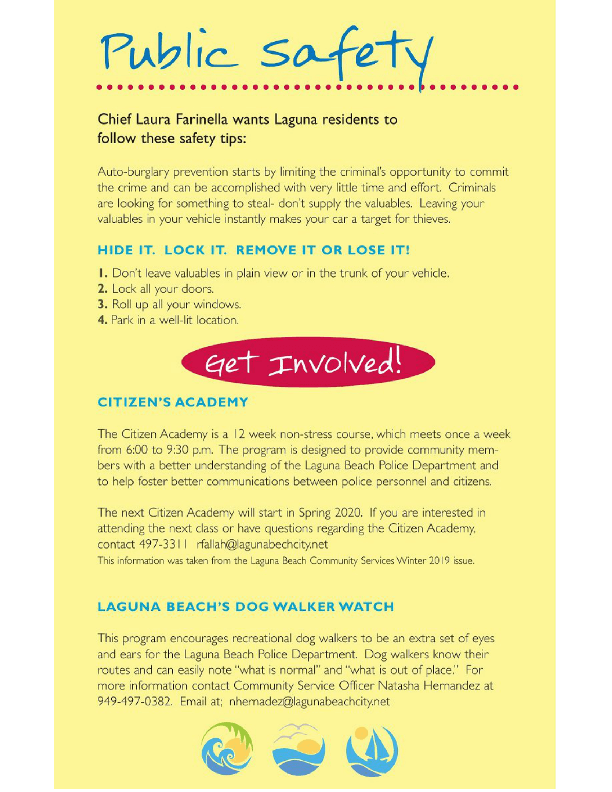 Public Safety
Chief Laura Farinella wants Laguna residents to
follow these safety tips:
Auto-burglary prevention starts by limiting the criminal's opportunity to commit
the crime and can be accomplished with very little time and effort. Criminals
are looking for something to steal- don't supply the valuables. Leaving your
valuables in your vehicle instantly makes your car a target for thieves.
HIDE IT. LOCK IT. REMOVE IT OR LOSE IT!
1. Don't leave valuables in plain view or in the trunk of your vehicle.
2. Lock all your doors.
3. Roll up all your windows.
4. Park in a well-lit location.
Get Involved!
CITIZEN'S ACADEMY
The Citizen Academy is a 12 week non-stress course, which meets once a week
from 6:00 to 9:30 p.m. The program is designed to provide community mem-
bers with a better understanding of the Laguna Beach Police Department and
to help foster better communications between police personnel and citizens.
The next Citizen Academy will start in Spring 2020. If you are interested in
attending the next class or have questions regarding the Citizen Academy,
contact 497-3311 rfallah@lagunabechcity.net
This information was taken from the Laguna Beach Community Services Winter 2019 issue.
LAGUNA BEACH'S DOG WALKER WATCH
This program encourages recreational dog walkers to be an extra set of eyes
and ears for the Laguna Beach Police Department. Dog walkers know their
routes and can easily note "what is normal" and "what is out of place." For
more information contact Community Service Officer Natasha Hernandez at
949-497-0382. Email at; nhernadez@lagunabeachcity.net